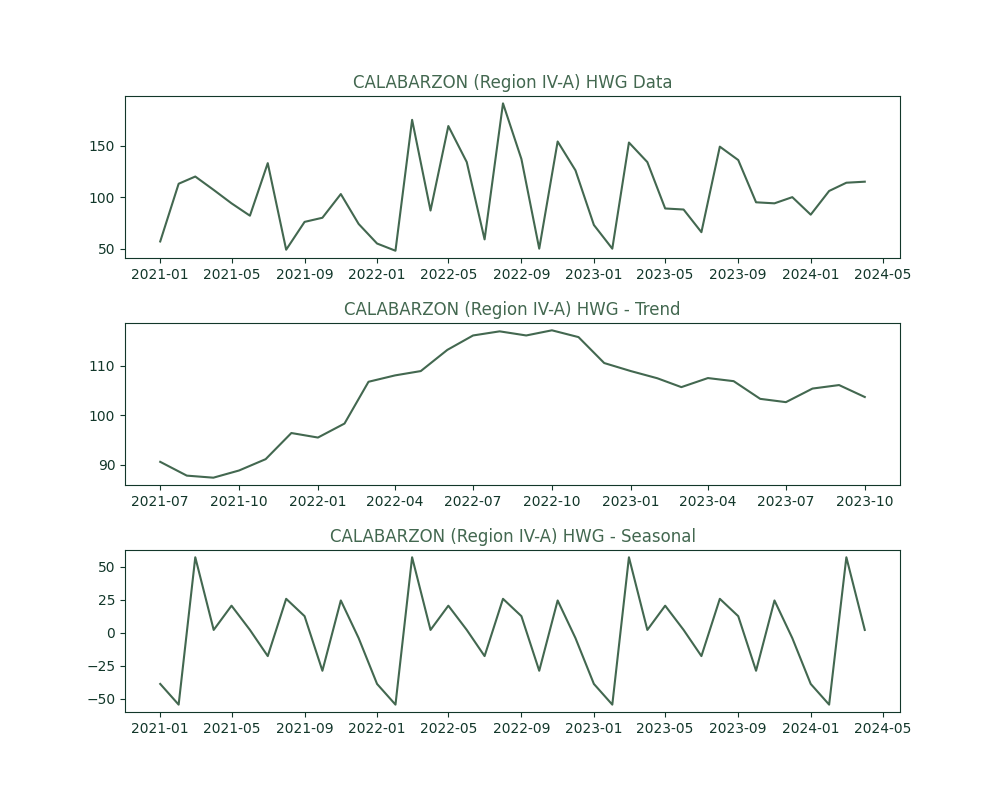 CALABARZON (Region IV-A) HWG Data
150
100
50
2021-01 2021-05 2021-09 2022-01 2022-05 2022-09 2023-01 2023-05 2023-09 2024-01 2024-05
CALABARZON (Region IV-A) HWG - Trend
110
100
90
2021-07 2021-10 2022-01 2022-04 2022-07 2022-10 2023-01 2023-04 2023-07 2023-10
CALABARZON (Region IV-A) HWG - Seasonal
50
25
0
−25
−50
2021-01 2021-05 2021-09 2022-01 2022-05 2022-09 2023-01 2023-05 2023-09 2024-01 2024-05